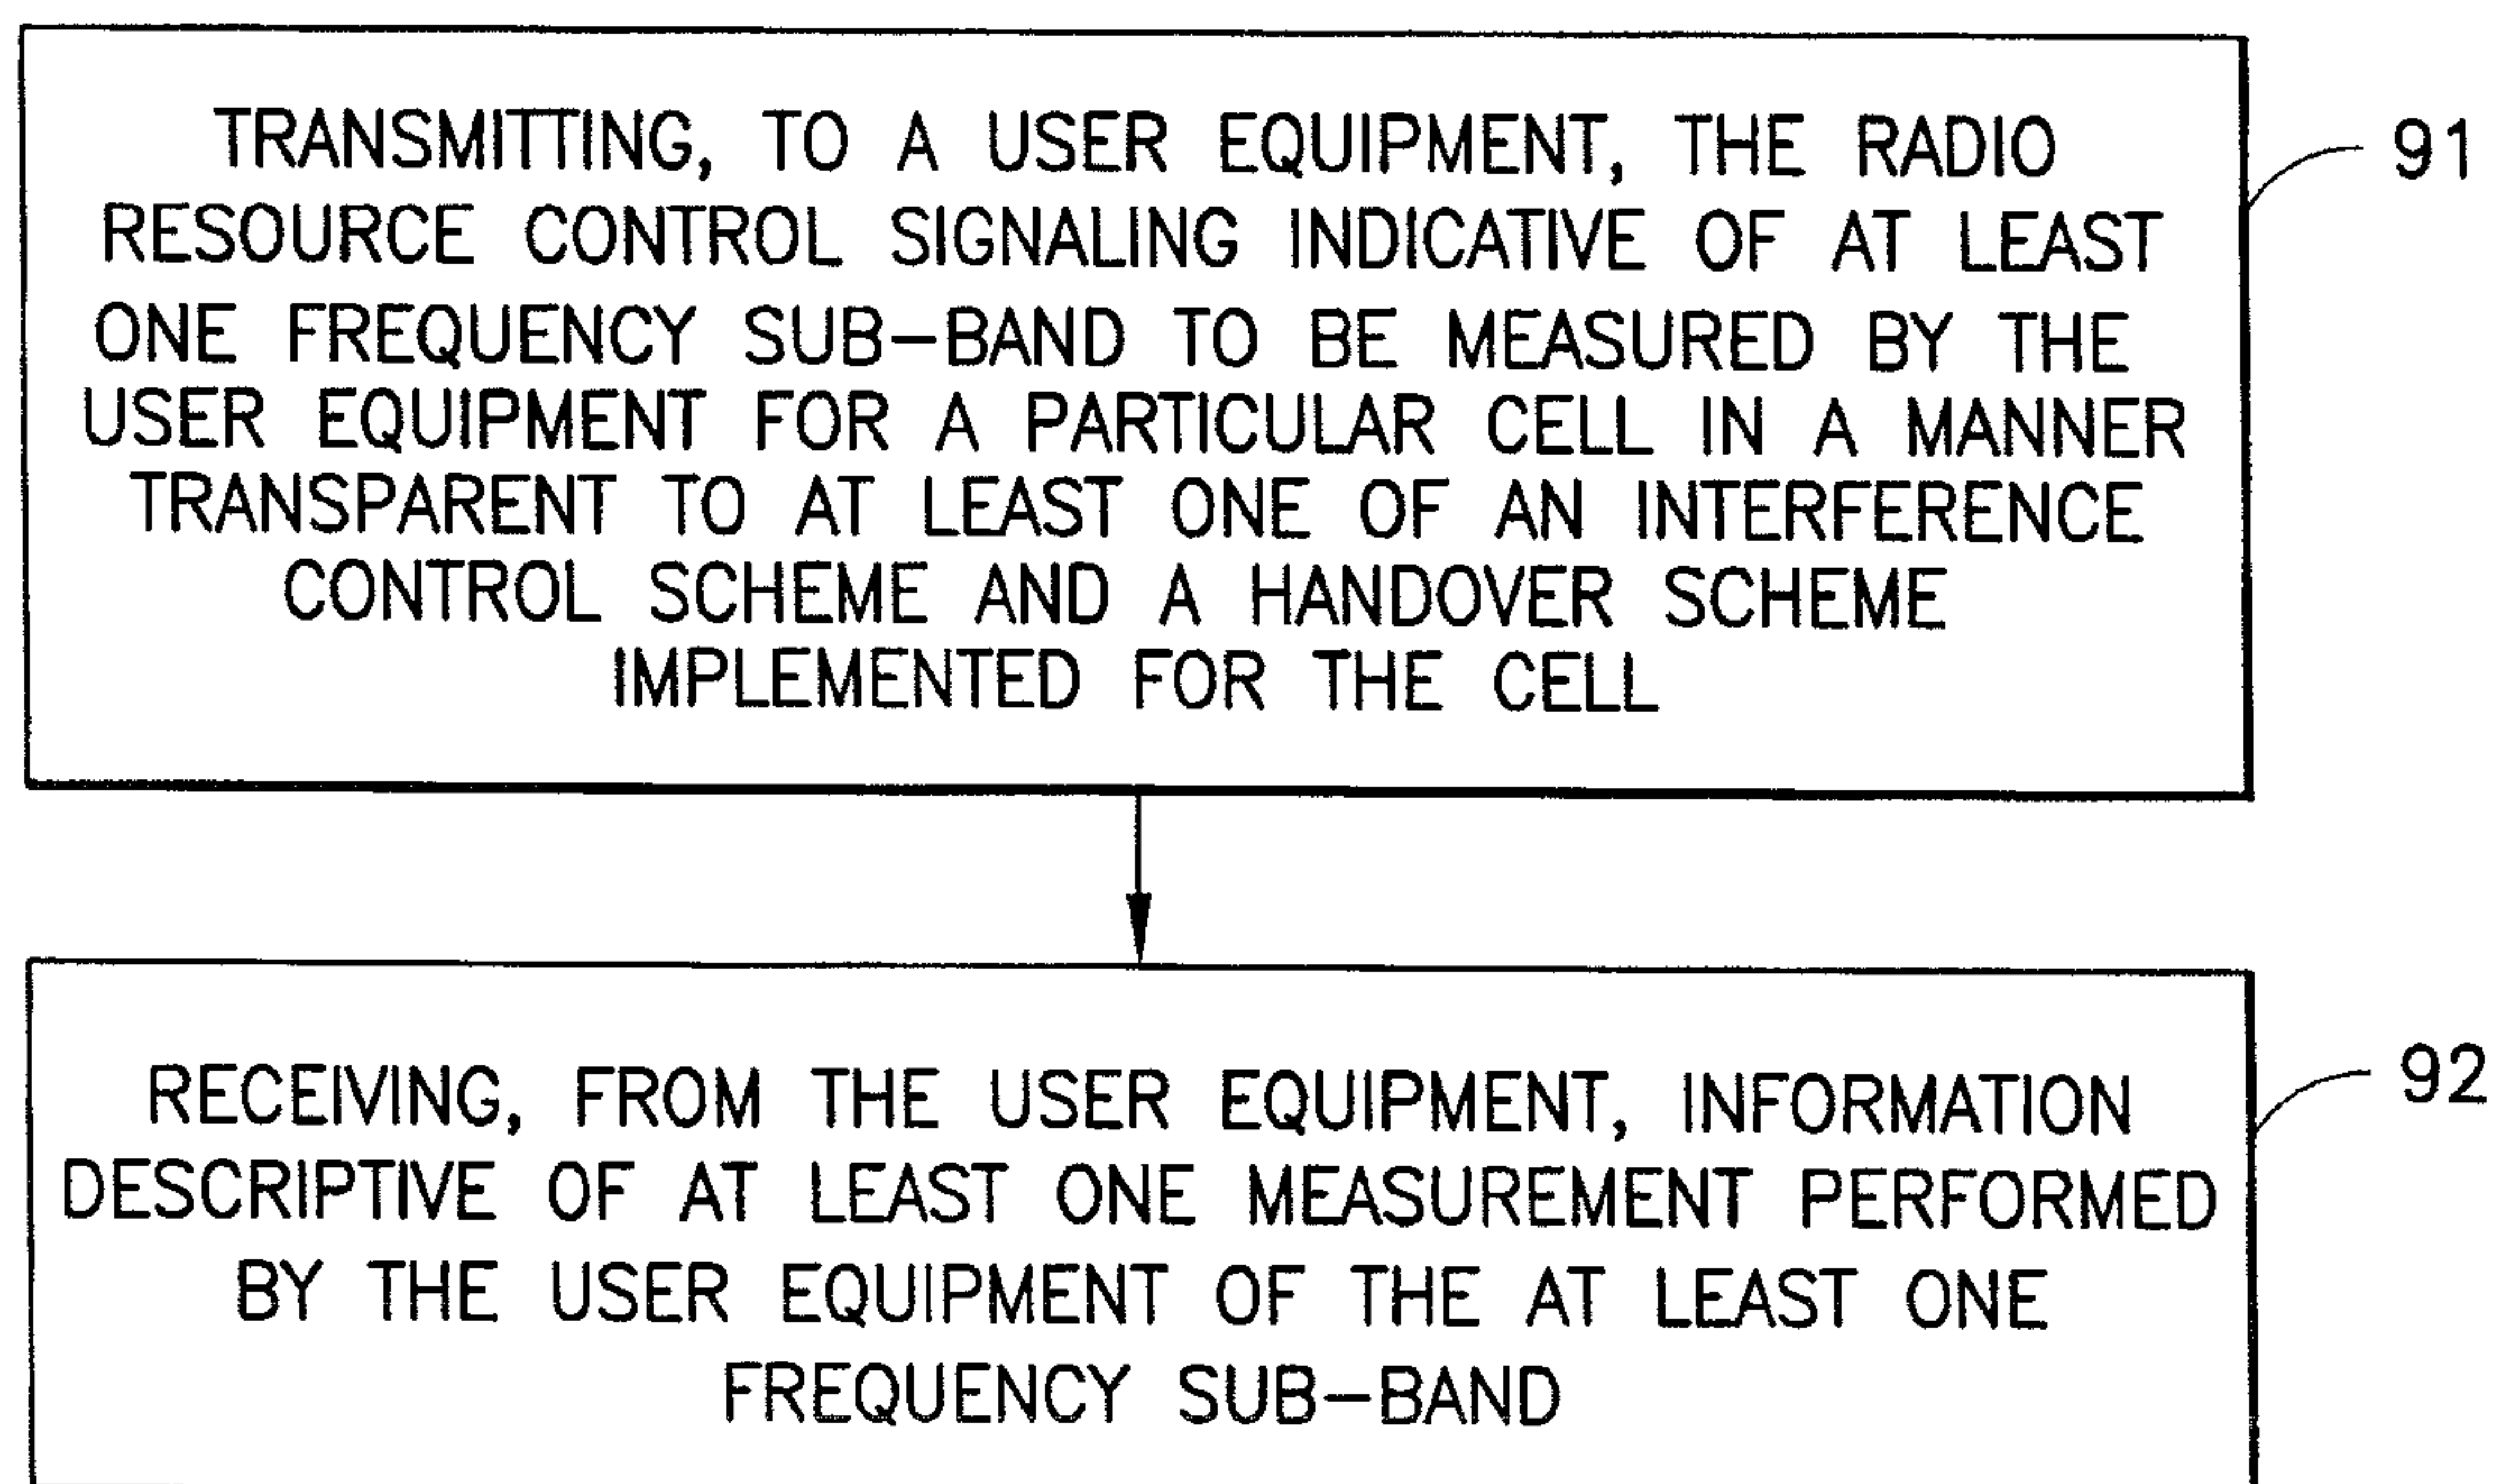 TRANSMITTING, TO A USER EQUIPMENT, THE RADIO
RESOURCE CONTROL SIGNALING INDICATIVE OF AT LEAST
ONE FREQUENCY SUB-BAND TO BE MEASURED BY THE
USER EQUIPMENT FOR A PARTICULAR CELL IN A MANNER
TRANSPARENT TO AT LEAST ONE OF AN INTERFERENCE
CONTROL SCHEME AND A HANDOVER SCHEME
IMPLEMENTED FOR THE CELL
91
RECEIVING, FROM THE USER EQUIPMENT, INFORMATION
DESCRIPTIVE OF AT LEAST ONE MEASUREMENT PERFORMED
BY THE USER EQUIPMENT OF THE AT LEAST ONE
FREQUENCY SUB-BAND
92